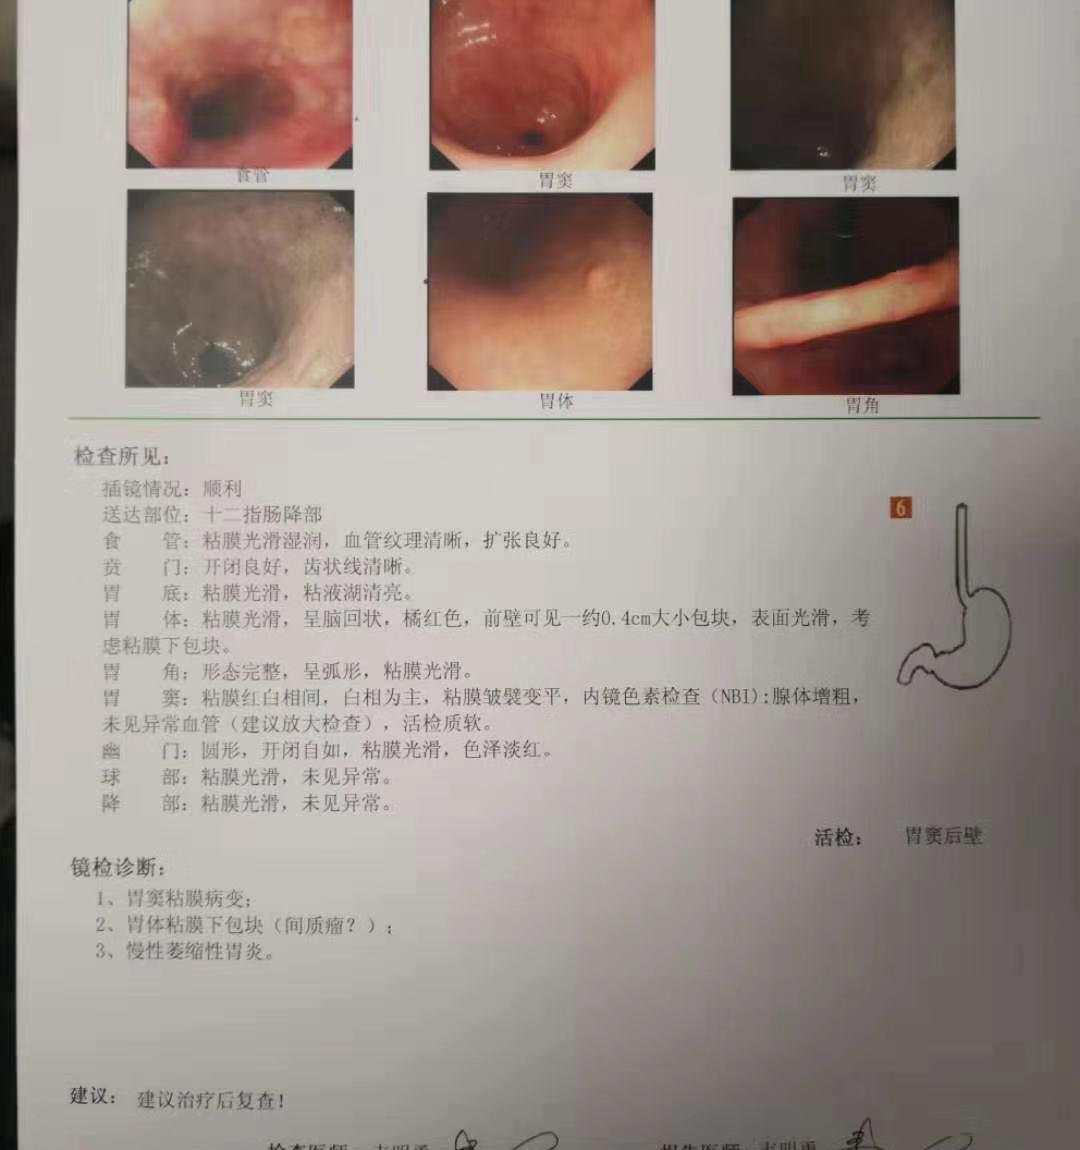 食管
胃窦
胃窦
胃窦
胃体
胃角
检查所见：
插镜情况：顺利
送达部位：十二指肠降部
食 管：粘膜光滑湿润，血管纹理清晰，扩张良好。
贲 门：开闭良好，齿状线清晰。
胃 底：粘膜光滑，粘液湖清亮。
胃 体：粘膜光滑，呈脑回状，橘红色，前壁可见一约0.4cm大小包块，表面光滑，考
虑粘膜下包块。
胃 角：形态完整，呈弧形，粘膜光滑。
胃 窦：粘膜红白相间，白相为主，粘膜皱襞变平，内镜色素检查（NBI）:腺体增粗，
未见异常血管（建议放大检查），活检质软。
幽 门：圆形，开闭自如，粘膜光滑，色泽淡红。
球 部：粘膜光滑，未见异常。
降 部：粘膜光滑，未见异常。
6
活检： 胃窦后壁
镜检诊断：
1、胃窦粘膜病变；
2、胃体粘膜下包块（间质瘤？）；
3、慢性萎缩性胃炎。
建议： 建议治疗后复查！